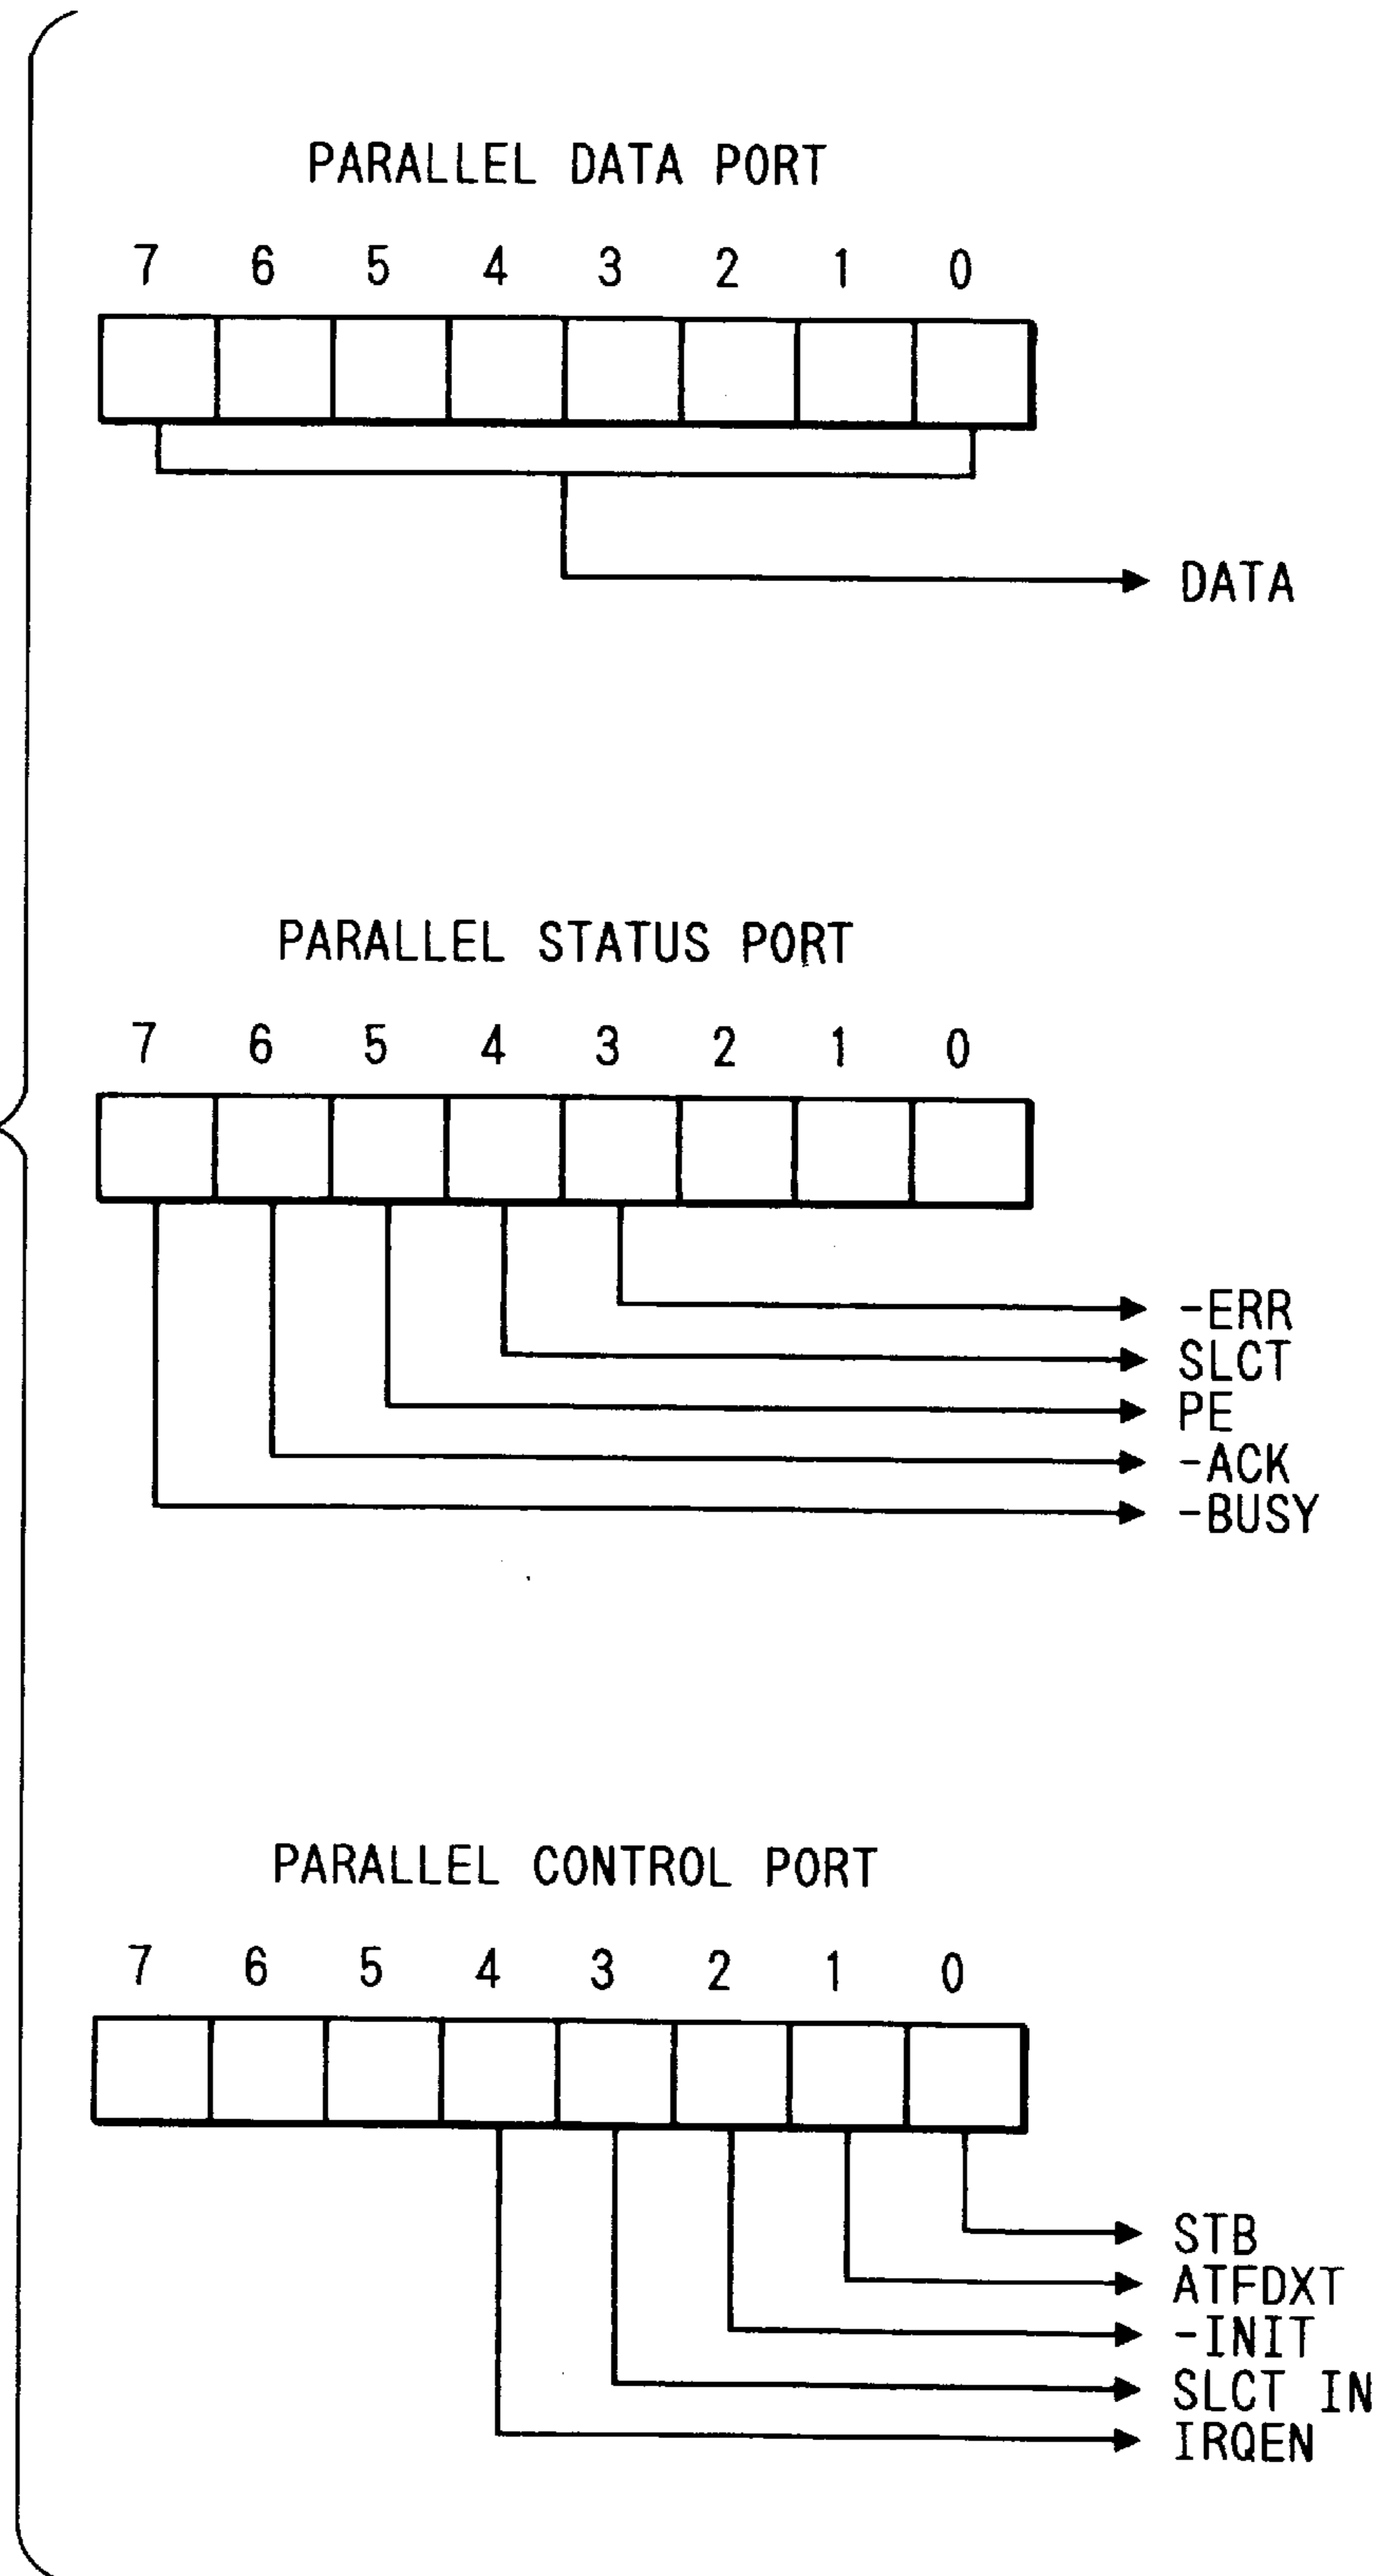 PARALLEL DATA PORT
7 6 5 4 3 2 1 0
DATA
PARALLEL STATUS PORT
7 6 5 4 3 2 1 0
-ERR
SLCT
PE
-ACK
-BUSY
PARALLEL CONTROL PORT
7 6 5 4 3 2 1 0
STB
ATFDXT
-INIT
SLCT IN
IRQEN